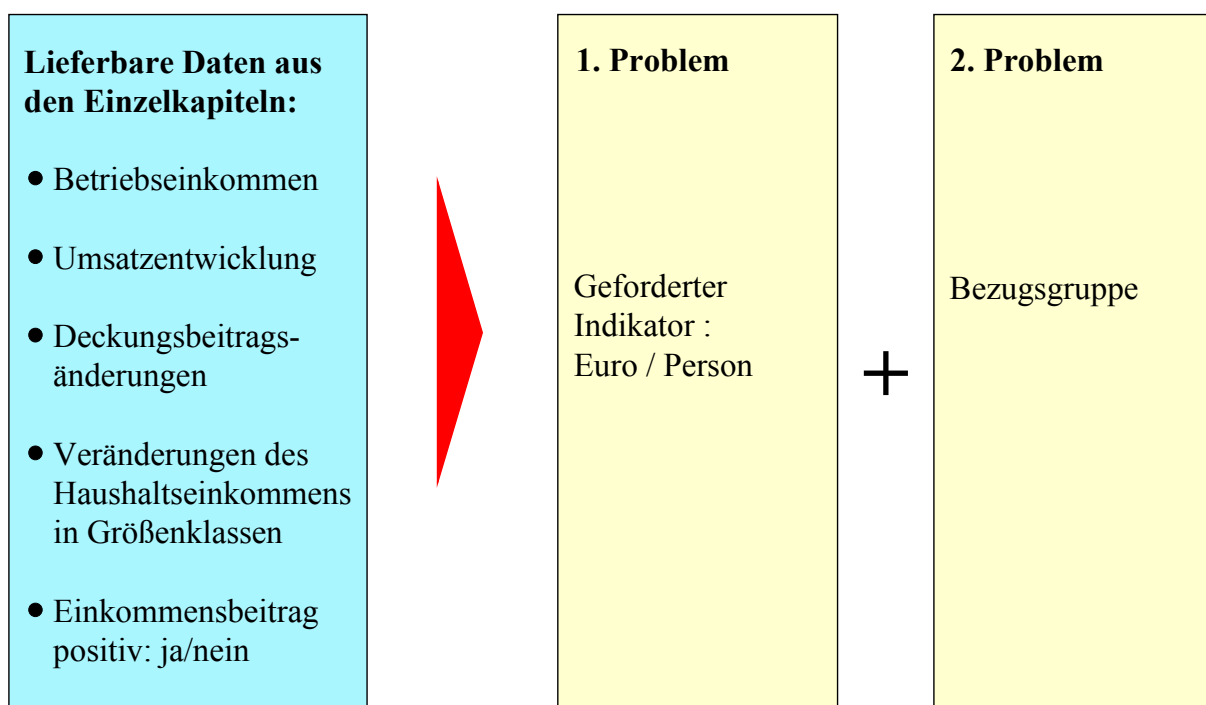 Lieferbare Daten aus
den Einzelkapiteln:
● Betriebseinkommen
● Umsatzentwicklung
● Deckungsbeitrags-
änderungen
● Veränderungen des
Haushaltseinkommens
in Größenklassen
● Einkommensbeitrag
positiv: ja/nein
1. Problem
Geforderter
Indikator :
Euro / Person
+
2. Problem
Bezugsgruppe